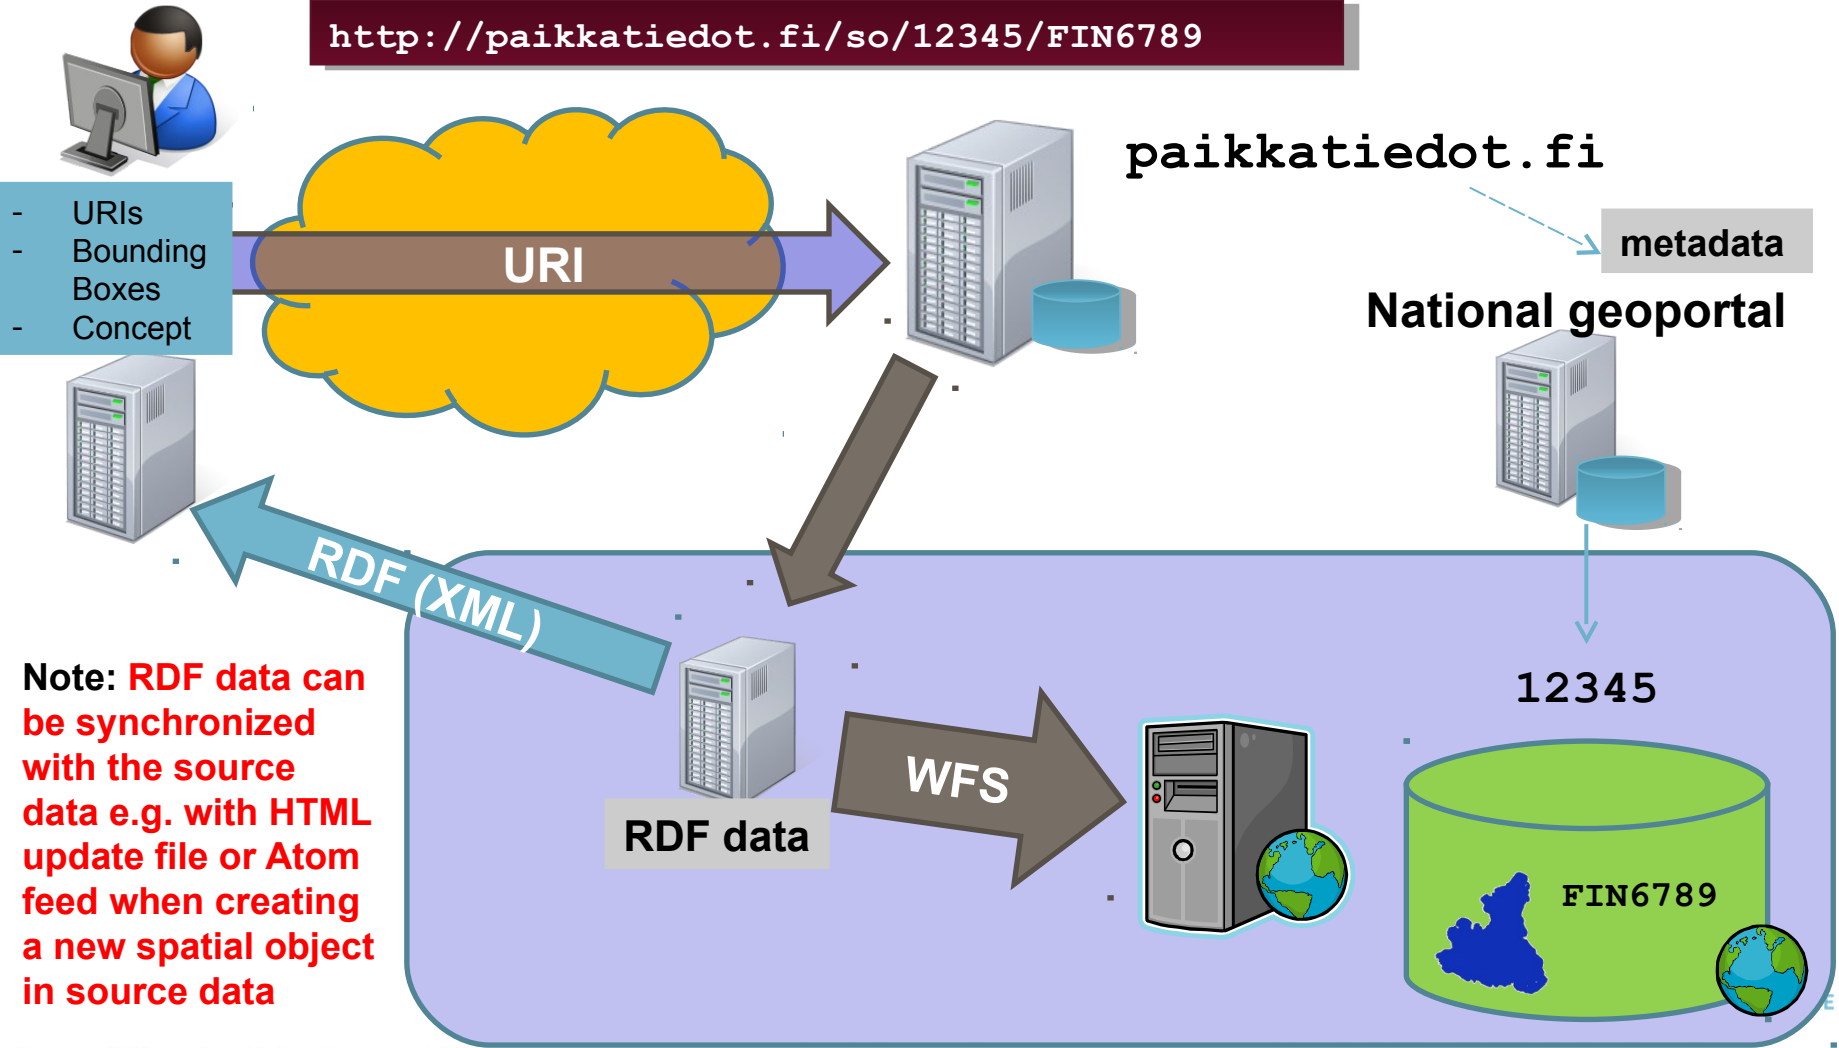 http://paikkatiedot.fi/so/12345/FIN6789
paikkatiedot.fi
metadata
National geoportal
- URIs
- Bounding
Boxes
- Concept
URI
RDF (XML)
Note: RDF data can
be synchronized
with the source
data e.g. with HTML
update file or Atom
feed when creating
a new spatial object
in source data
RDF data
WFS
12345
FIN6789
E